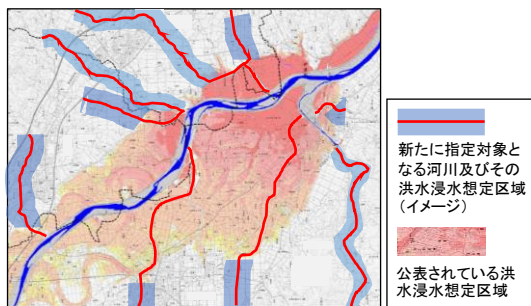 新たに指定対象と
なる河川及びその
洪水浸水想定区域
(イメージ)
公表されている洪
水浸水想定区域